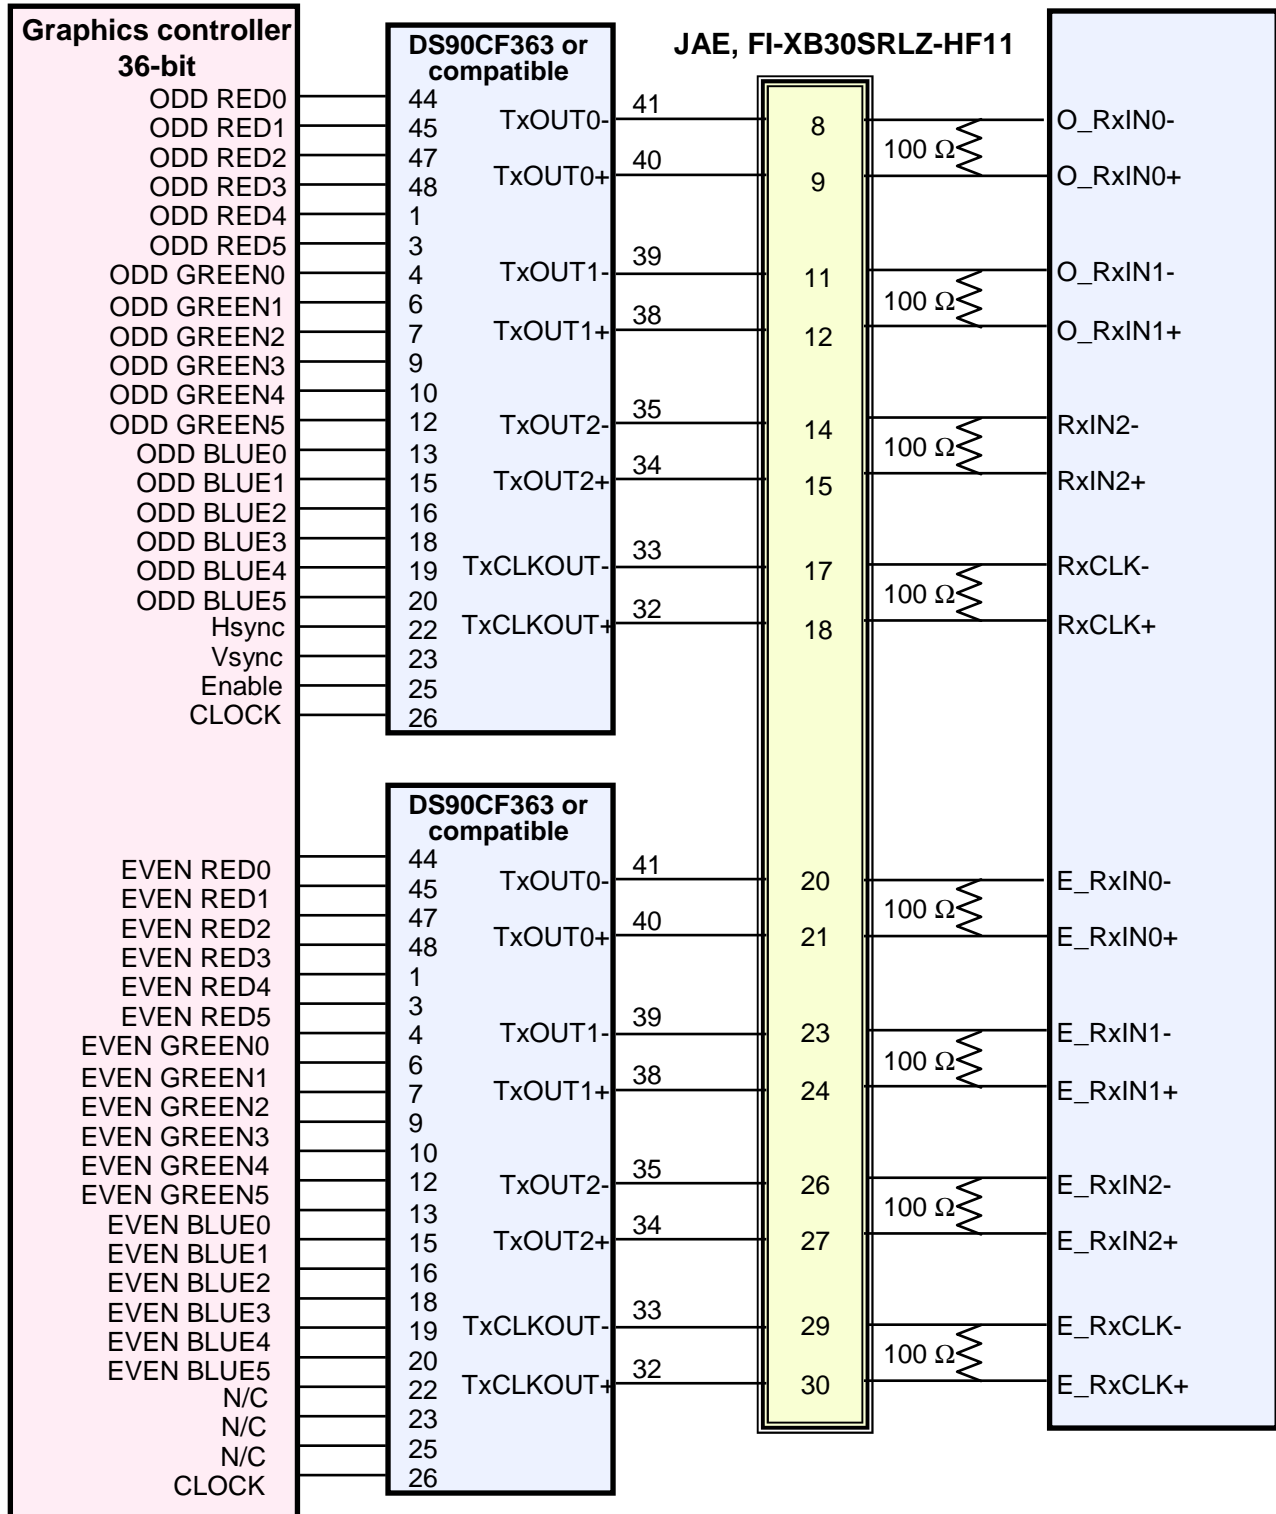 Graphics controller
36-bit
ODD RED0
ODD RED1
ODD RED2
ODD RED3
ODD RED4
ODD RED5
ODD GREEN0
ODD GREEN1
ODD GREEN2
ODD GREEN3
ODD GREEN4
ODD GREEN5
ODD BLUE0
ODD BLUE1
ODD BLUE2
ODD BLUE3
ODD BLUE4
ODD BLUE5
Hsync
Vsync
Enable
CLOCK
EVEN RED0
EVEN RED1
EVEN RED2
EVEN RED3
EVEN RED4
EVEN RED5
EVEN GREEN0
EVEN GREEN1
EVEN GREEN2
EVEN GREEN3
EVEN GREEN4
EVEN GREEN5
EVEN BLUE0
EVEN BLUE1
EVEN BLUE2
EVEN BLUE3
EVEN BLUE4
EVEN BLUE5
N/C
N/C
N/C
CLOCK
DS90CF363 or
compatible
44
45
47
48
1
3
4
6
7
9
10
12
13
15
16
18
19
20
22
23
25
26
TxOUT0-
TxOUT0+
TxOUT1-
TxOUT1+
TxOUT2-
TxOUT2+
TxCLKOUT-
TxCLKOUT+
41
40
39
38
35
34
33
32
DS90CF363 or
compatible
44
45
47
48
1
3
4
6
7
9
10
12
13
15
16
18
19
20
22
23
25
26
TxOUT0-
TxOUT0+
TxOUT1-
TxOUT1+
TxOUT2-
TxOUT2+
TxCLKOUT-
TxCLKOUT+
41
40
39
38
35
34
33
32
JAE, FI-XB30SRLZ-HF11
8
9
11
12
14
15
17
18
20
21
23
24
26
27
29
30
100 Ω
100 Ω
100 Ω
100 Ω
100 Ω
100 Ω
100 Ω
100 Ω
O_RxIN0-
O_RxIN0+
O_RxIN1-
O_RxIN1+
RxIN2-
RxIN2+
RxCLK-
RxCLK+
E_RxIN0-
E_RxIN0+
E_RxIN1-
E_RxIN1+
E_RxIN2-
E_RxIN2+
E_RxCLK-
E_RxCLK+